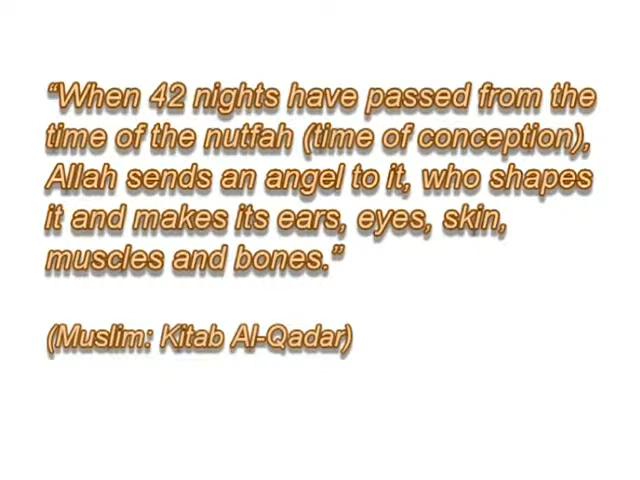 “When 42 nights have passed from the
time of the nutfah (time of conception),
Allah sends an angel to it, who shapes
it and makes its ears, eyes, skin,
muscles and bones.”
(Muslim: Kitab Al-Qadar)